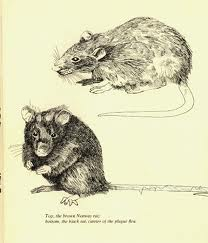 Top, the brown Norway rat;
bottom, the black rat, carrier of the plague flea.